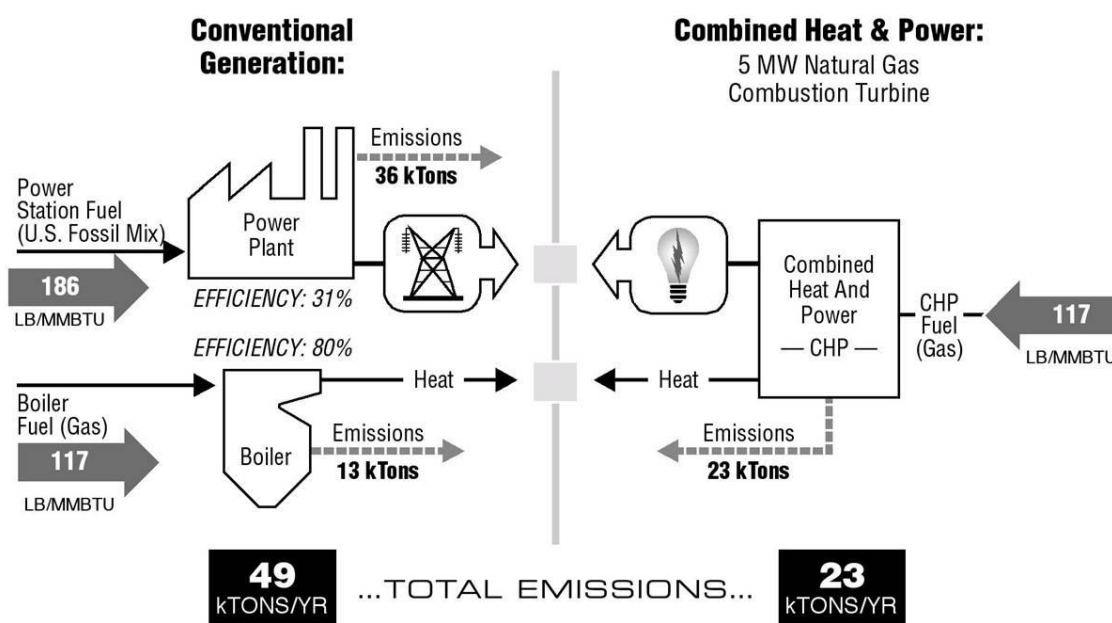 Conventional
Generation:
Emissions
36 kTons
Power
Station Fuel
(U.S. Fossil Mix)
Power
Plant
186
LB/MMBTU
EFFICIENCY: 31%
EFFICIENCY: 80%
Heat
Boiler
Fuel (Gas)
Boiler
Emissions
13 kTons
117
LB/MMBTU
Combined Heat & Power:
5 MW Natural Gas
Combustion Turbine
Combined
Heat And
Power
— CHP —
CHP
Fuel
(Gas)
117
LB/MMBTU
Heat
Emissions
23 kTons
49
kTONS/YR
...TOTAL EMISSIONS...
23
kTONS/YR